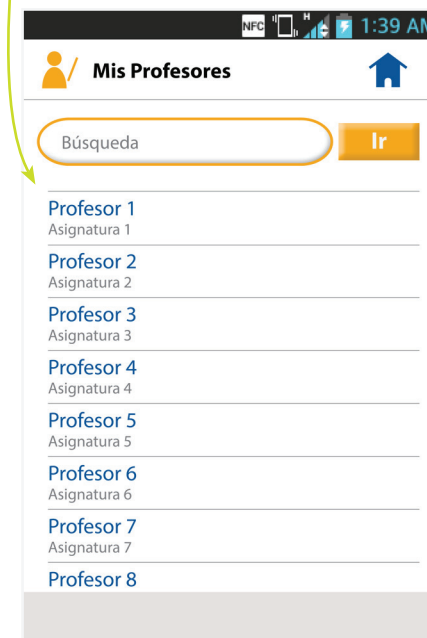 NFC H 1:39 AM
Mis Profesores
Búsqueda Ir
Profesor 1
Asignatura 1
Profesor 2
Asignatura 2
Profesor 3
Asignatura 3
Profesor 4
Asignatura 4
Profesor 5
Asignatura 5
Profesor 6
Asignatura 6
Profesor 7
Asignatura 7
Profesor 8